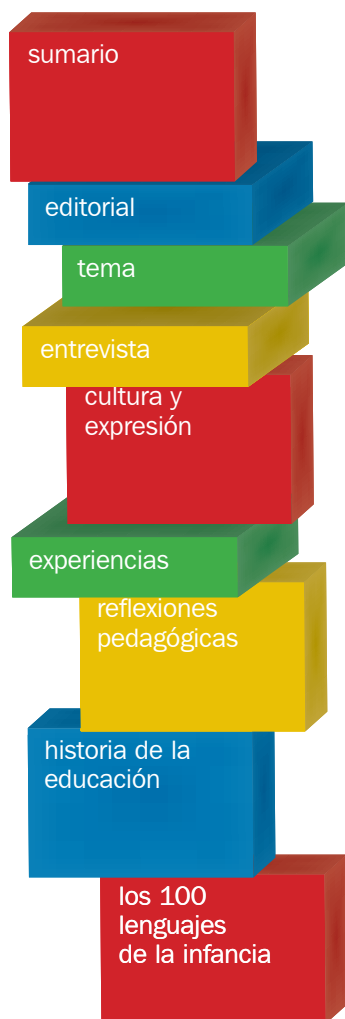 sumario
editorial
tema
entrevista
cultura y
expresión
experiencias
reflexiones
pedagógicas
historia de la
educación
los 100
lenguajes
de la infancia